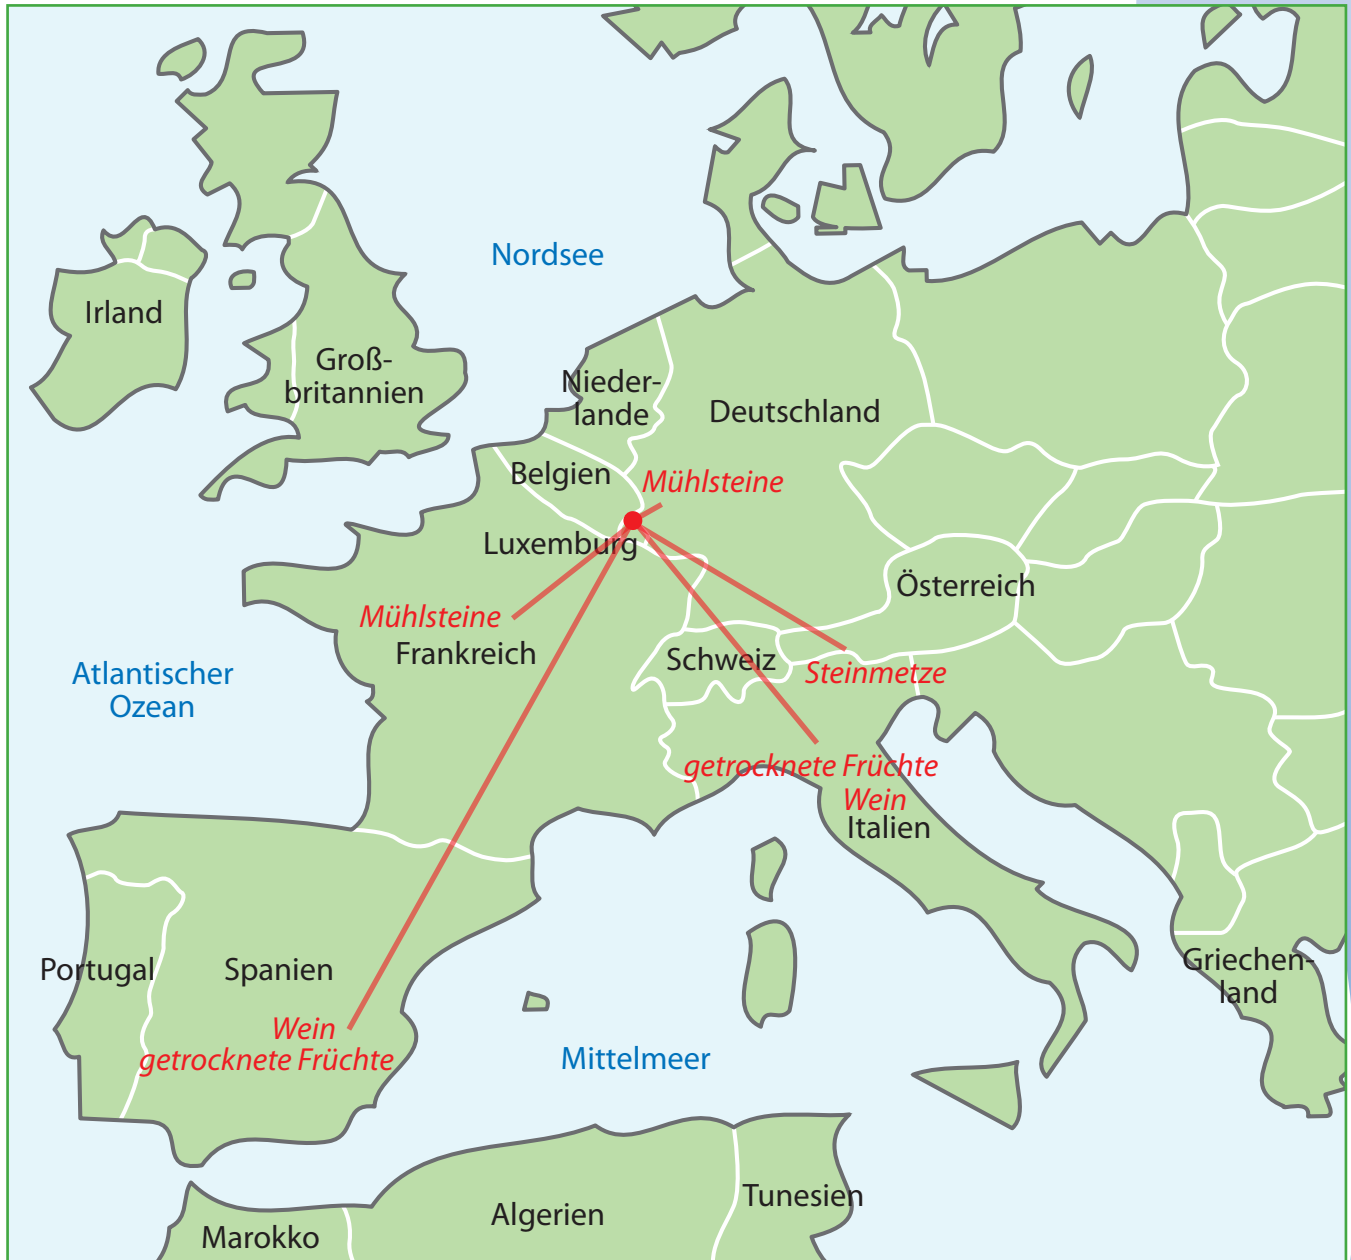 Nordsee
Irland
Groß-
britannien
Nieder-
lande
Deutschland
Belgien
Mühlsteine
Luxemburg
Österreich
Mühlsteine
Frankreich
Schweiz
Steinmetze
Atlantischer
Ozean
getrocknete Früchte
Wein
Italien
Portugal
Spanien
Griechen-
land
Wein
getrocknete Früchte
Mittelmeer
Tunesien
Algerien
Marokko